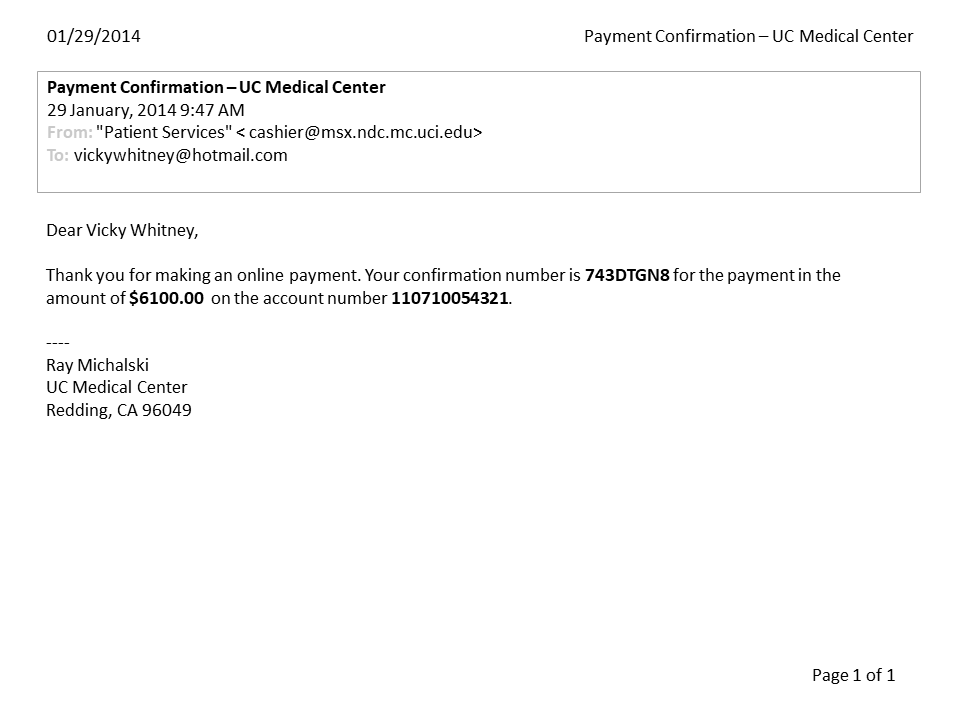 01/29/2014 Payment Confirmation – UC Medical Center
Payment Confirmation – UC Medical Center
29 January, 2014 9:47 AM
From: "Patient Services" < cashier@msx.ndc.mc.uci.edu>
To: vickywhitney@hotmail.com
Dear Vicky Whitney,
Thank you for making an online payment. Your confirmation number is 743DTGN8 for the payment in the
amount of $6100.00 on the account number 110710054321.
----
Ray Michalski
UC Medical Center
Redding, CA 96049
Page 1 of 1